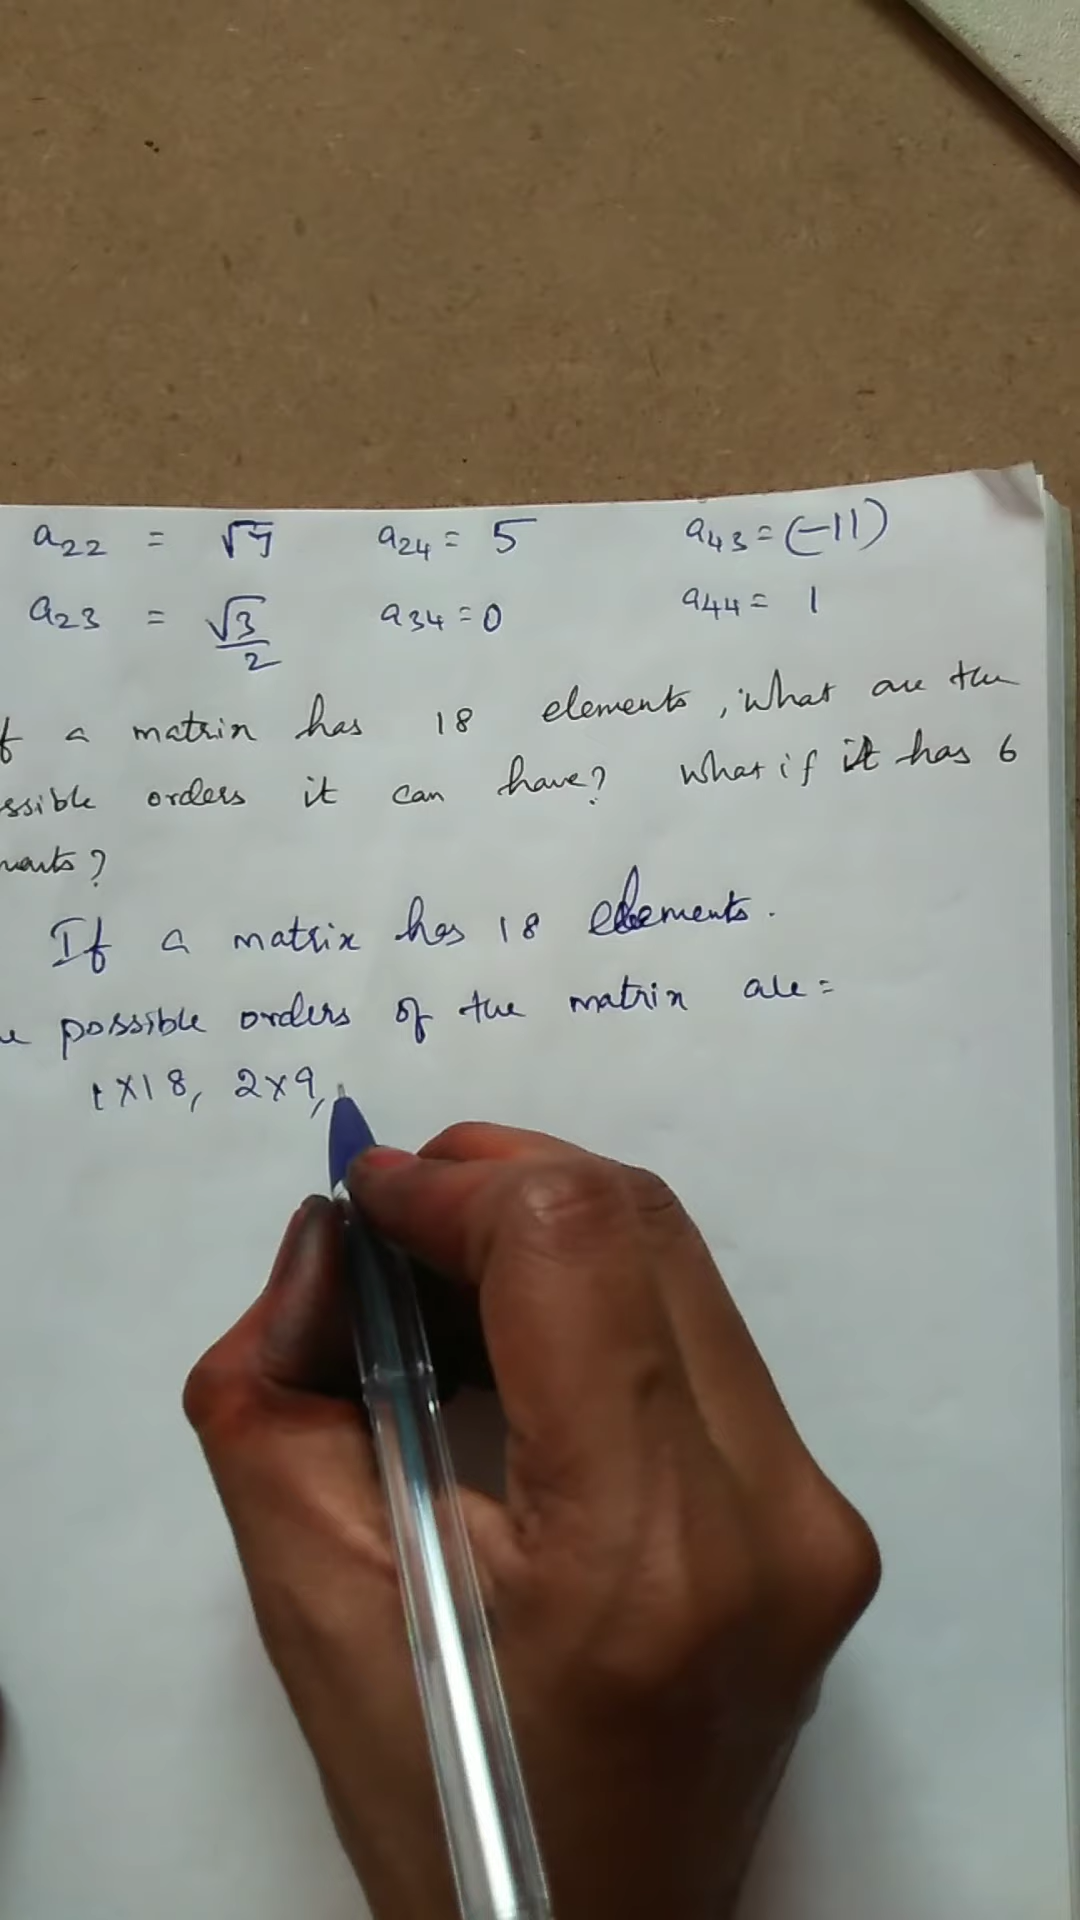 a22 = √7 a24 = 5 a43 = (-11)
a23 = √3/2 a34 = 0 a44 = 1
f a matrix has 18 elements, what are the
ssible orders it can have? what if it has 6
ments?
If a matrix has 18 elements.
possible orders of the matrix are =
1×18, 2×9,